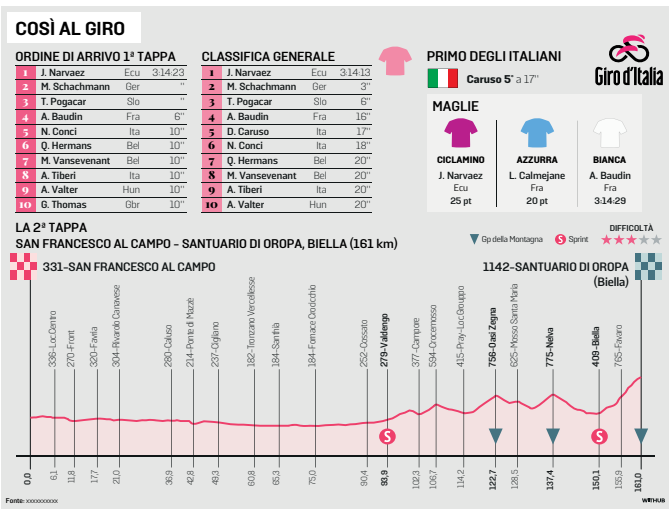 COSÌ AL GIRO
ORDINE DI ARRIVO 1ª TAPPA
1 J. Narvaez Ecu 3:14:23
2 M. Schachmann Ger "
3 T. Pogacar Slo "
4 A. Baudin Fra 6"
5 N. Conci Ita 10"
6 Q. Hermans Bel 10"
7 M. Vansevenant Bel 10"
8 A. Tiberi Ita 10"
9 A. Valter Hun 10"
10 G. Thomas Gbr 10"
CLASSIFICA GENERALE
1 J. Narvaez Ecu 3:14:13
2 M. Schachmann Ger 3"
3 T. Pogacar Slo 6"
4 A. Baudin Fra 16"
5 D. Caruso Ita 17"
6 N. Conci Ita 18"
7 Q. Hermans Bel 20"
8 M. Vansevenant Bel 20"
9 A. Tiberi Ita 20"
10 A. Valter Hun 20"
PRIMO DEGLI ITALIANI
Caruso 5° a 17"
Giro d'Italia
MAGLIE
CICLAMINO
J. Narvaez
Ecu
25 pt
AZZURRA
L. Calmejane
Fra
20 pt
BIANCA
A. Baudin
Fra
3:14:29
LA 2ª TAPPA
SAN FRANCESCO AL CAMPO - SANTUARIO DI OROPA, BIELLA (161 km)
Gp della Montagna
S Sprint
DIFFICOLTÀ
331-SAN FRANCESCO AL CAMPO
1142-SANTUARIO DI OROPA
(Biella)
336-Loc.Centro
270-Front
320-Favria
304-Rivarolo Canavese
280-Caluso
214-Ponte di Mazzè
237-Cigliano
182-Tronzano Vercellesse
184-Santhià
184-Fornace Crocicchio
252-Cossato
279-Valdengo
377-Campore
594-Crocemosso
415-Pray-Loc.Gnouppo
756-Oasi Zegna
625-Mosso Santa Maria
775-Nelva
409-Biella
765-Favaro
S
S
0,0
6,1
11,8
17,7
21,0
36,9
42,8
49,3
60,8
65,3
75,0
90,4
93,9
102,3
106,7
114,2
122,7
128,5
137,4
150,1
155,9
161,0
Fonte: xxxxxxxxxx
WITHUB